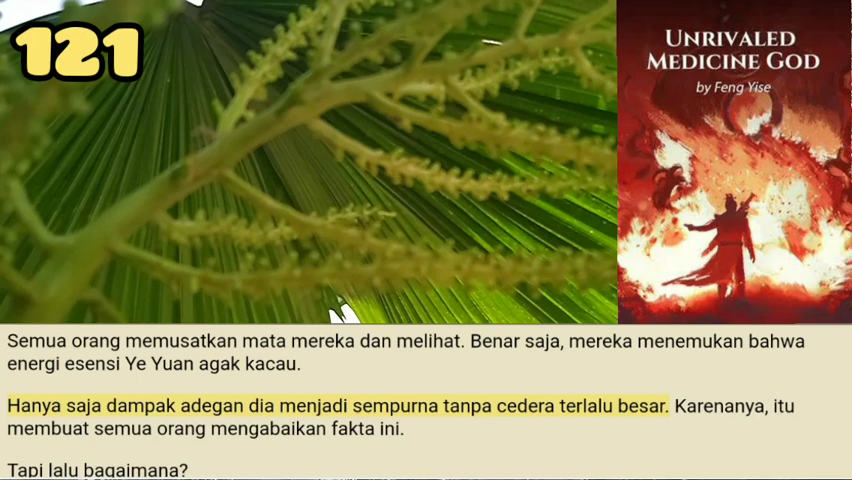 121
UNRIVALED
MEDICINE GOD
by Feng Yise
Semua orang memusatkan mata mereka dan melihat. Benar saja, mereka menemukan bahwa
energi esensi Ye Yuan agak kacau.
Hanya saja dampak adegan dia menjadi sempurna tanpa cedera terlalu besar. Karenanya, itu
membuat semua orang mengabaikan fakta ini.
Tapi lalu bagaimana?